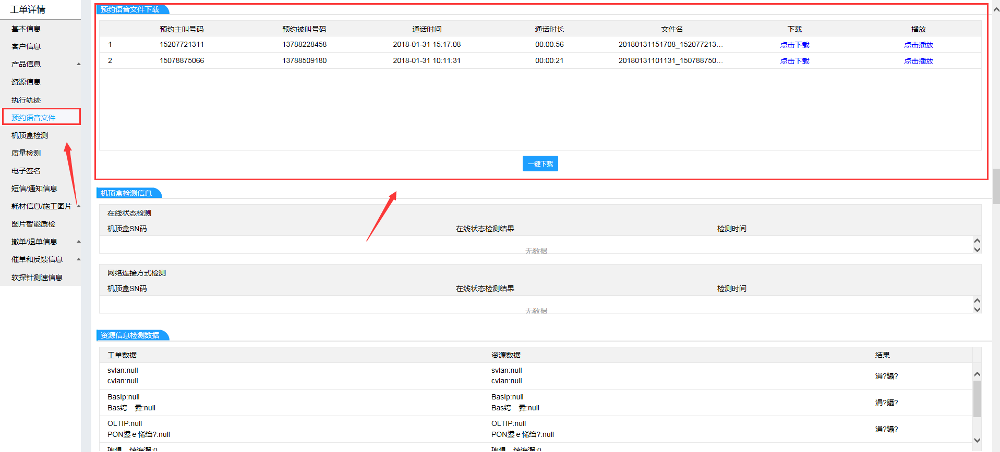 工单详情
基本信息
客户信息
产品信息
资源信息
执行轨迹
预约语音文件
机顶盒检测
质量检测
电子签名
短信/通知信息
耗材信息/施工图片
图片智能质检
撤单/退单信息
催单和反馈信息
软探针测速信息
预约语音文件下载
预约主叫号码 预约被叫号码 通话时间 通话时长 文件名 下载 播放
1 15207721311 13788228458 2018-01-31 15:17:08 00:00:56 20180131151708_152077213... 点击下载 点击播放
2 15078875066 13788509180 2018-01-31 10:11:31 00:00:21 20180131101131_150788750... 点击下载 点击播放
一键下载
机顶盒检测信息
在线状态检测
机顶盒SN码 在线状态检测结果 检测时间
无数据
网络连接方式检测
机顶盒SN码 在线状态检测结果 检测时间
无数据
资源信息检测数据
工单数据 资源数据 结果
svlan:null svlan:null
cvlan:null cvlan:null
涓?鑷?
BasIp:null BasIp:null
Bas绔 彛:null Bas绔 彛:null
涓?鑷?
OLTIP:null OLTIP:null
PON鍙e悕绉?:null PON鍙e悕绉?:null
涓?鑷?